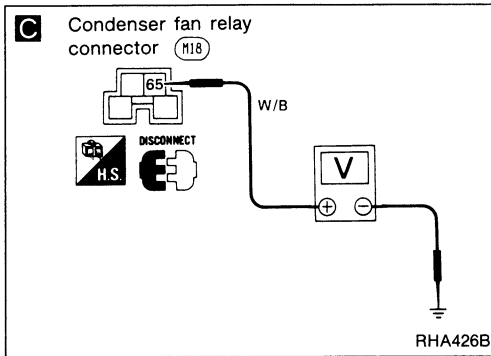 C Condenser fan relay
connector M18
65
W/B
DISCONNECT
H.S.
V
⊕ ⊖
RHA426B